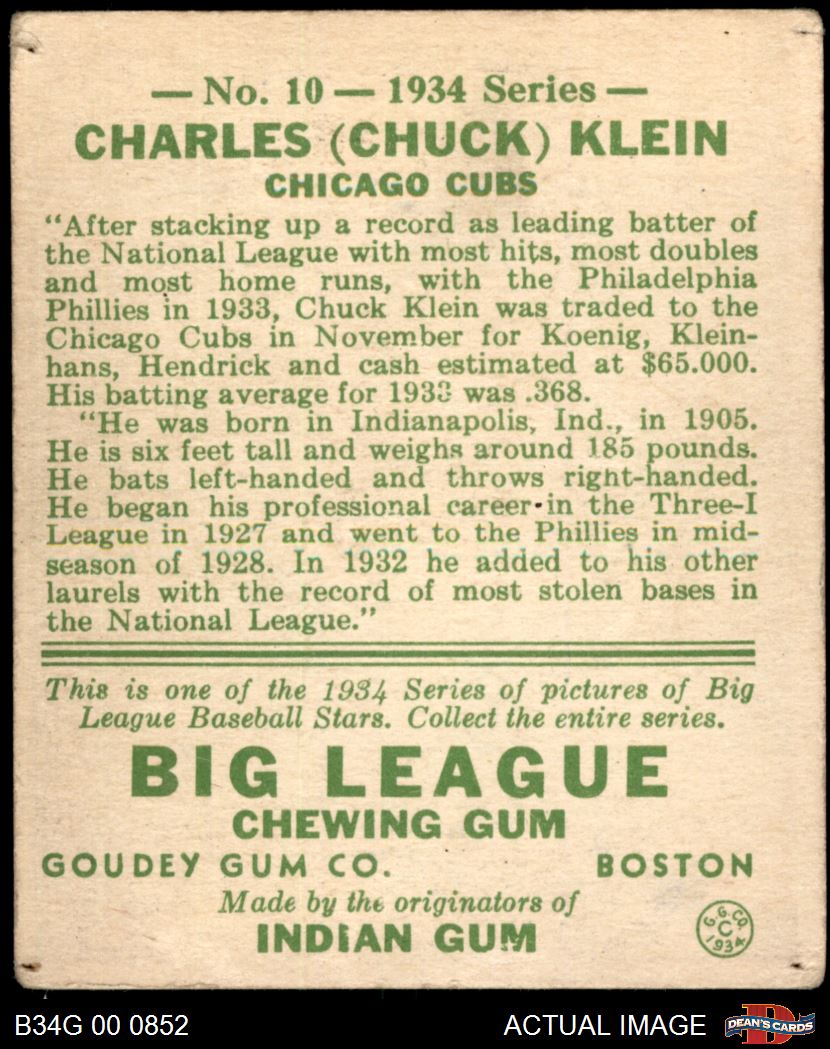 — No. 10 — 1934 Series —
CHARLES (CHUCK) KLEIN
CHICAGO CUBS
"After stacking up a record as leading batter of
the National League with most hits, most doubles
and most home runs, with the Philadelphia
Phillies in 1933, Chuck Klein was traded to the
Chicago Cubs in November for Koenig, Klein-
hans, Hendrick and cash estimated at $65.000.
His batting average for 1933 was .368.
"He was born in Indianapolis, Ind., in 1905.
He is six feet tall and weighs around 185 pounds.
He bats left-handed and throws right-handed.
He began his professional career in the Three-I
League in 1927 and went to the Phillies in mid-
season of 1928. In 1932 he added to his other
laurels with the record of most stolen bases in
the National League."
This is one of the 1934 Series of pictures of Big
League Baseball Stars. Collect the entire series.
BIG LEAGUE
CHEWING GUM
GOUDEY GUM CO. BOSTON
Made by the originators of
INDIAN GUM
G.G.CO.
C
1934
B34G 00 0852 ACTUAL IMAGE
D
DEAN'S CARDS